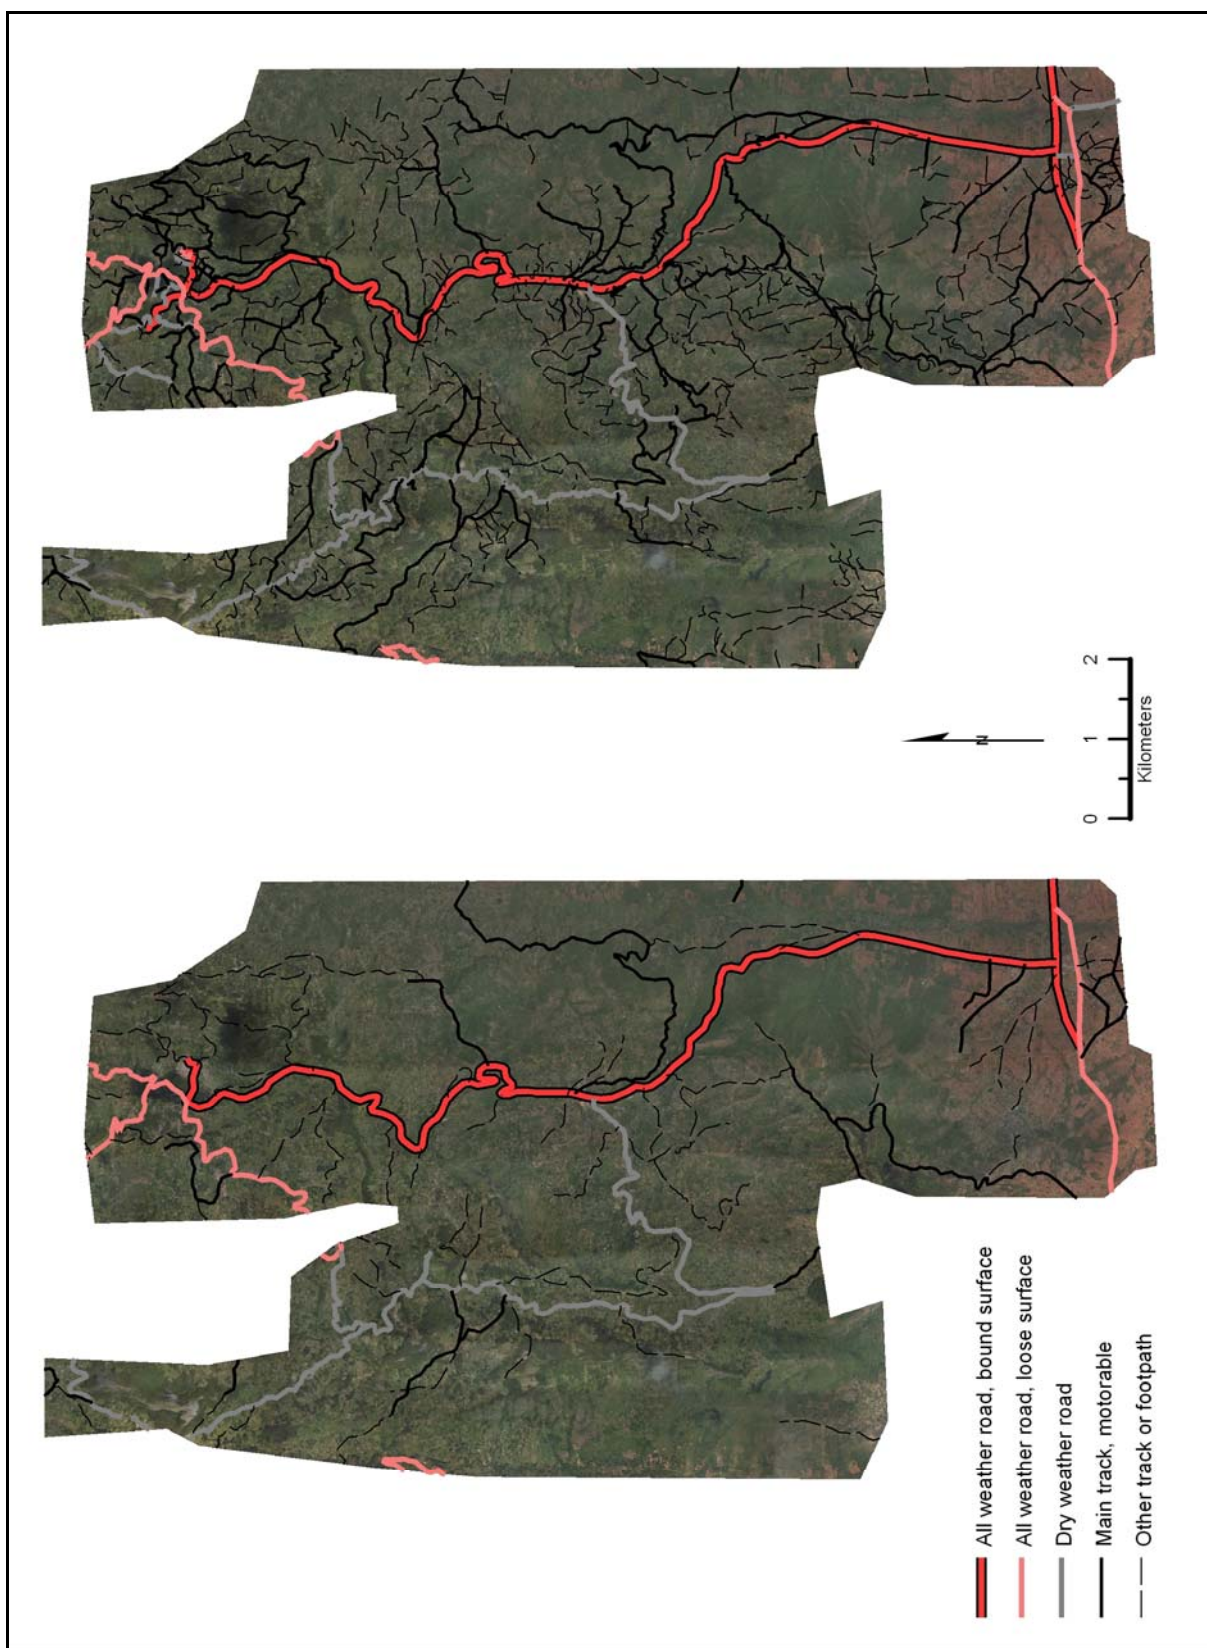 All weather road, bound surface
All weather road, loose surface
Dry weather road
Main track, motorable
Other track or footpath
0 1 2
Kilometers
N